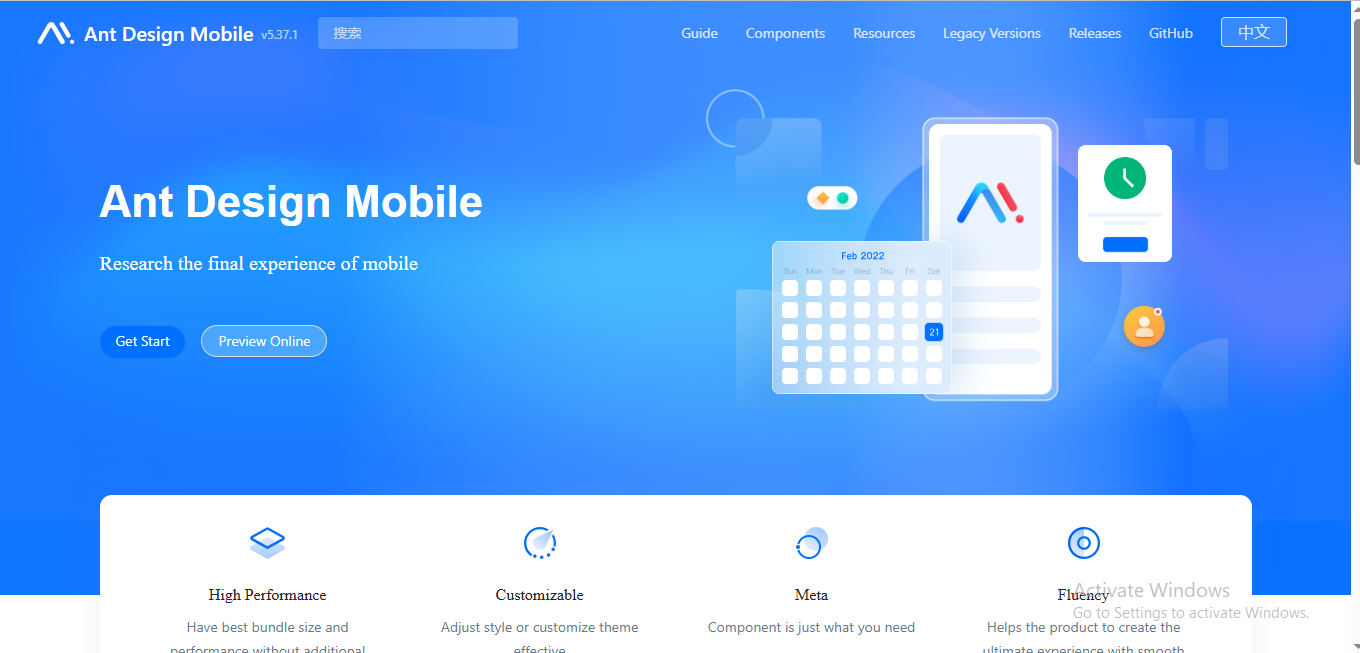 Ant Design Mobile v5.37.1 搜索 Guide Components Resources Legacy Versions Releases GitHub 中文
Ant Design Mobile
Research the final experience of mobile
Get Start Preview Online
Feb 2022
Sun Mon Tue Wed Thu Fri Sat
21
High Performance Customizable Meta Fluency
Activate Windows
Go to Settings to activate Windows.
Have best bundle size and Adjust style or customize theme Component is just what you need Helps the product to create the
performance without additional effective. ultimate experience with smooth